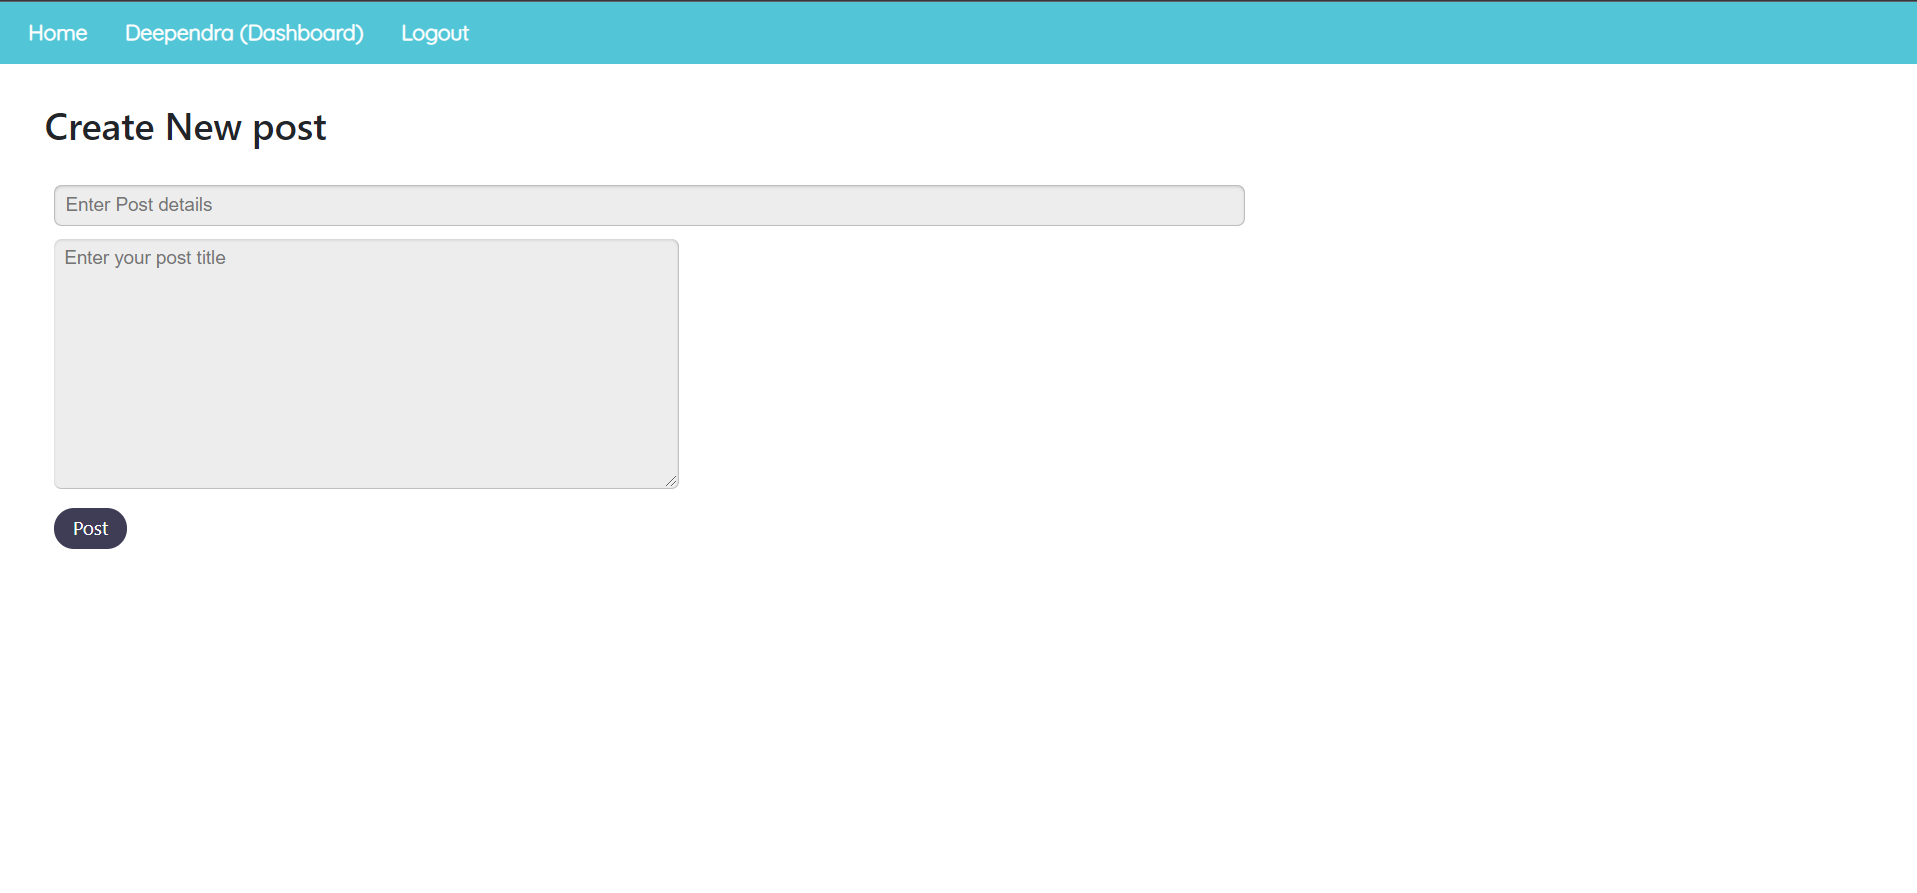 Home Deependra (Dashboard) Logout
Create New post
Enter Post details
Enter your post title
Post